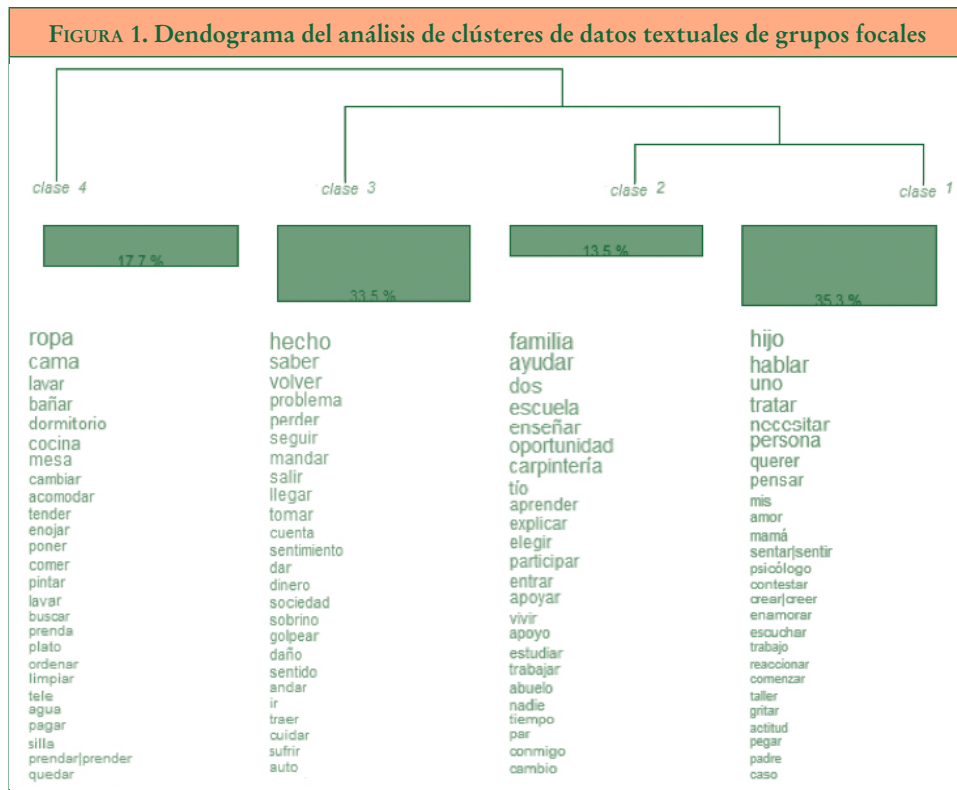 FIGURA 1. Dendograma del análisis de clústeres de datos textuales de grupos focales
clase 4
clase 3
clase 2
clase 1
17.7 %
33.5 %
13.5 %
35.3 %
ropa
cama
lavar
bañar
dormitorio
cocina
mesa
cambiar
acomodar
tender
enojar
poner
comer
pintar
lavar
buscar
prenda
plato
ordenar
limpiar
tele
agua
pagar
silla
prendar|prender
quedar
hecho
saber
volver
problema
perder
seguir
mandar
salir
llegar
tomar
cuenta
sentimiento
dar
dinero
sociedad
sobrino
golpear
daño
sentido
andar
ir
traer
cuidar
sufrir
auto
familia
ayudar
dos
escuela
enseñar
oportunidad
carpintería
tío
aprender
explicar
elegir
participar
entrar
apoyar
vivir
apoyo
estudiar
trabajar
abuelo
nadie
tiempo
par
conmigo
cambio
hijo
hablar
uno
tratar
necesitar
persona
querer
pensar
mis
amor
mamá
sentar|sentir
psicólogo
contestar
crear|creer
enamorar
escuchar
trabajo
reaccionar
comenzar
taller
gritar
actitud
pegar
padre
caso